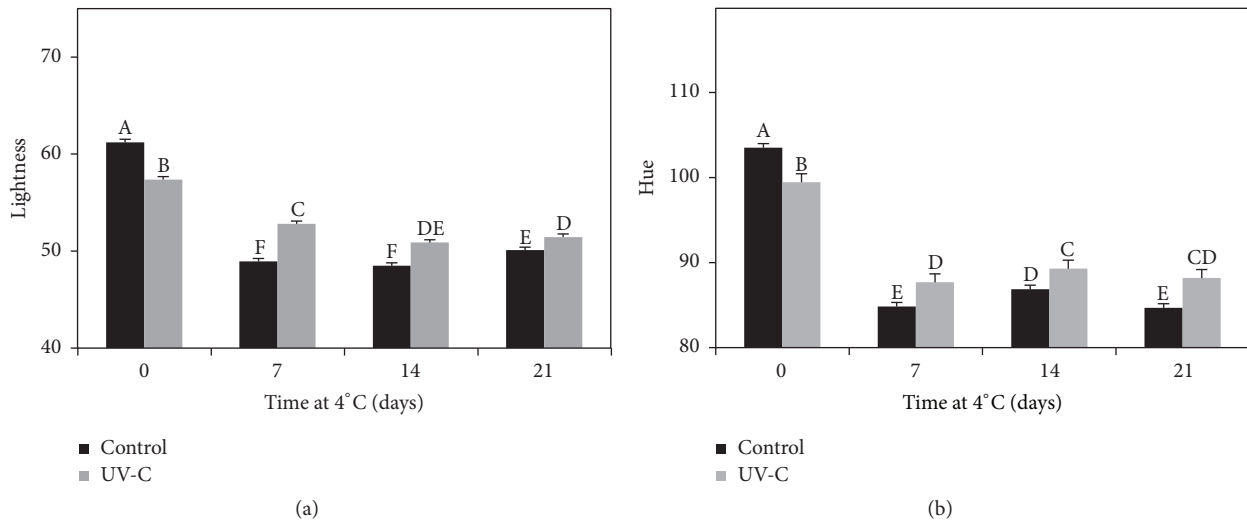 70
60
50
40
Lightness
A
B
F
C
F
DE
E
D
0 7 14 21
Time at 4°C (days)
Control
UV-C
(a)
110
100
90
80
Hue
A
B
E
D
D
C
E
CD
0 7 14 21
Time at 4°C (days)
Control
UV-C
(b)